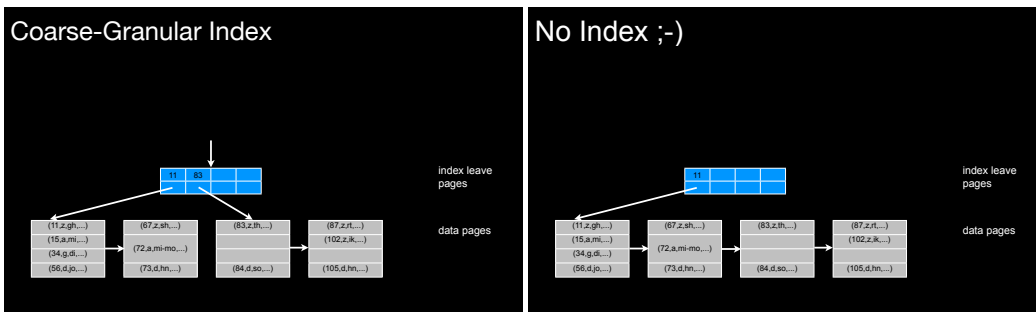 Coarse-Granular Index
index leave
pages
11 83
data pages
(11,z,gh,...)
(15,a,mi,...)
(34,g,di,...)
(56,d,jo,...)
(67,z,sh,...)
(72,a,mi-mo,...)
(73,d,hn,...)
(83,z,th,...)
(84,d,so,...)
(87,z,rt,...)
(102,z,ik,...)
(105,d,hn,...)
No Index ;-)
index leave
pages
11
data pages
(11,z,gh,...)
(15,a,mi,...)
(34,g,di,...)
(56,d,jo,...)
(67,z,sh,...)
(72,a,mi-mo,...)
(73,d,hn,...)
(83,z,th,...)
(84,d,so,...)
(87,z,rt,...)
(102,z,ik,...)
(105,d,hn,...)